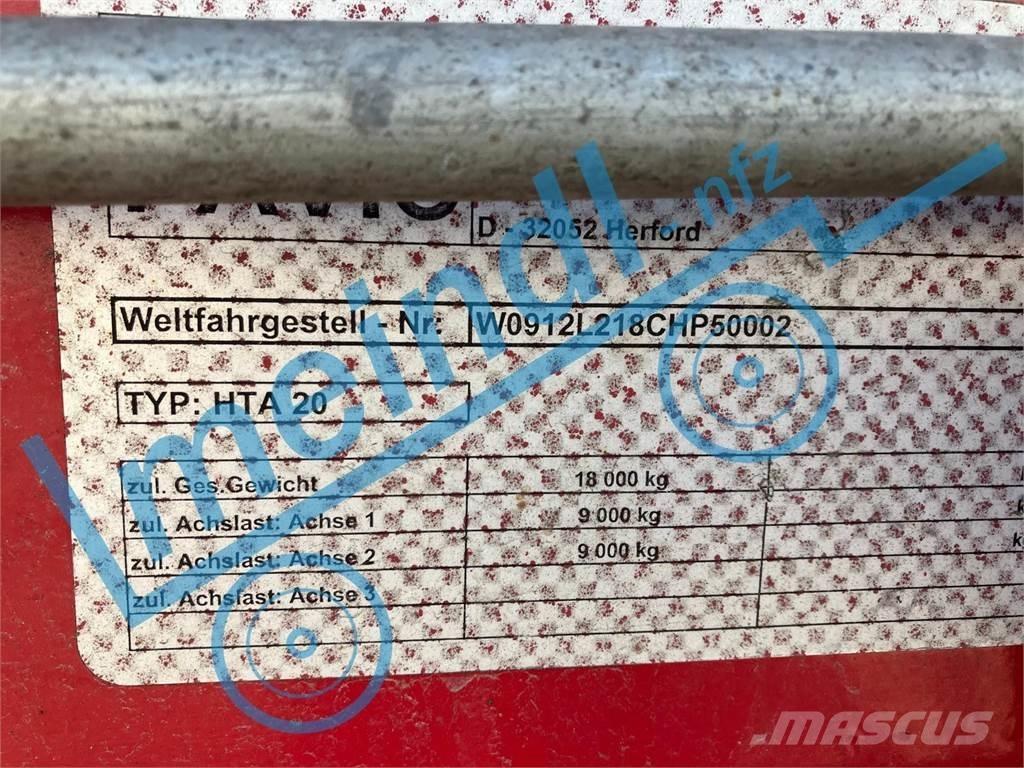 D - 32052 Herford
Weltfahrgestell - Nr: W0912L218CHP50002
TYP: HTA 20
zul. Ges.Gewicht 18 000 kg
zul. Achslast: Achse 1 9 000 kg
zul. Achslast: Achse 2 9 000 kg
zul. Achslast: Achse 3
meindl nfz
MASCUS